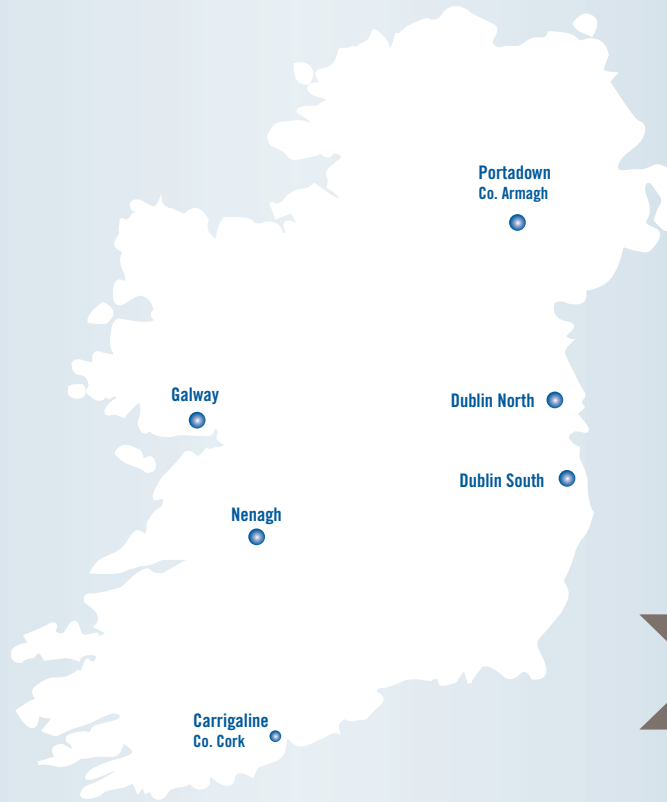 Portadown
Co. Armagh
Galway
Dublin North
Dublin South
Nenagh
Carrigaline
Co. Cork